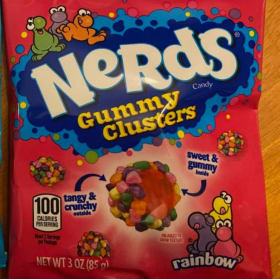 NERDS®
Candy
Gummy
Clusters
100
CALORIES
PER SERVING
tangy &
crunchy
outside
sweet &
gummy
inside
rainbow
NET WT 3 OZ (85 g)